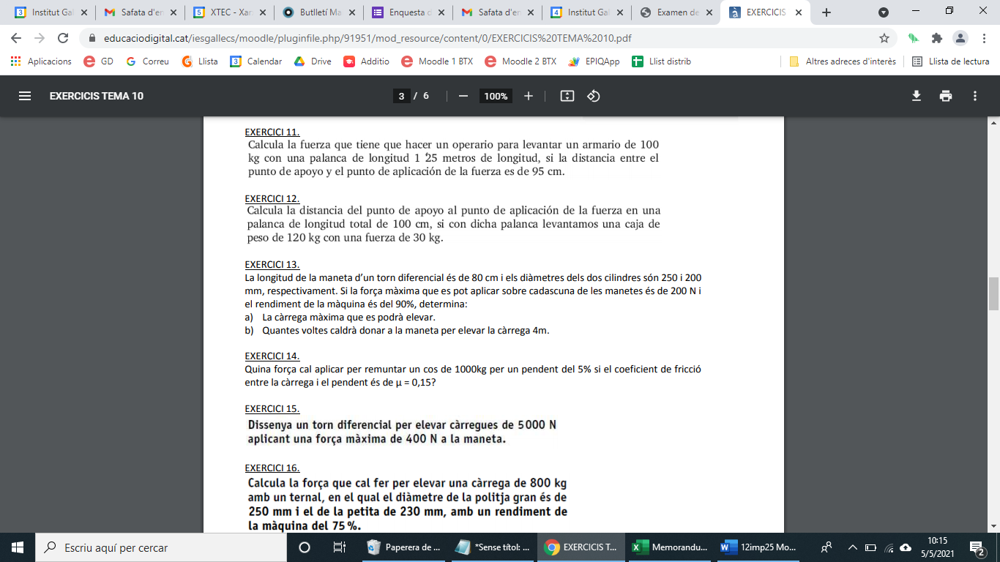 Institut Gal
Safata d'en
XTEC - Xar
Butlletí Ma
Enquesta d
Safata d'en
Institut Gal
Examen de
EXERCICIS
educaciodigital.cat/iesgallecs/moodle/pluginfile.php/91951/mod_resource/content/0/EXERCICIS%20TEMA%2010.pdf
Aplicacions GD Correu Llista Calendar Drive Additio Moodle 1 BTX Moodle 2 BTX EPIQApp Llist distrib Altres adreces d'interès Llista de lectura
EXERCICIS TEMA 10 3 / 6 100%
EXERCICI 11.
Calcula la fuerza que tiene que hacer un operario para levantar un armario de 100
kg con una palanca de longitud 1 ́25 metros de longitud, si la distancia entre el
punto de apoyo y el punto de aplicación de la fuerza es de 95 cm.
EXERCICI 12.
Calcula la distancia del punto de apoyo al punto de aplicación de la fuerza en una
palanca de longitud total de 100 cm, si con dicha palanca levantamos una caja de
peso de 120 kg con una fuerza de 30 kg.
EXERCICI 13.
La longitud de la maneta d'un torn diferencial és de 80 cm i els diàmetres dels dos cilindres són 250 i 200
mm, respectivament. Si la força màxima que es pot aplicar sobre cadascuna de les manetes és de 200 N i
el rendiment de la màquina és del 90%, determina:
a) La càrrega màxima que es podrà elevar.
b) Quantes voltes caldrà donar a la maneta per elevar la càrrega 4m.
EXERCICI 14.
Quina força cal aplicar per remuntar un cos de 1000kg per un pendent del 5% si el coeficient de fricció
entre la càrrega i el pendent és de µ = 0,15?
EXERCICI 15.
Dissenya un torn diferencial per elevar càrregues de 5 000 N
aplicant una força màxima de 400 N a la maneta.
EXERCICI 16.
Calcula la força que cal fer per elevar una càrrega de 800 kg
amb un ternal, en el qual el diàmetre de la politja gran és de
250 mm i el de la petita de 230 mm, amb un rendiment de
la màquina del 75 %.
Escriu aquí per cercar
Paperera de ...
*Sense títol: ...
EXERCICIS T...
Memorandu...
12imp25 Mo...
10:15
5/5/2021
2